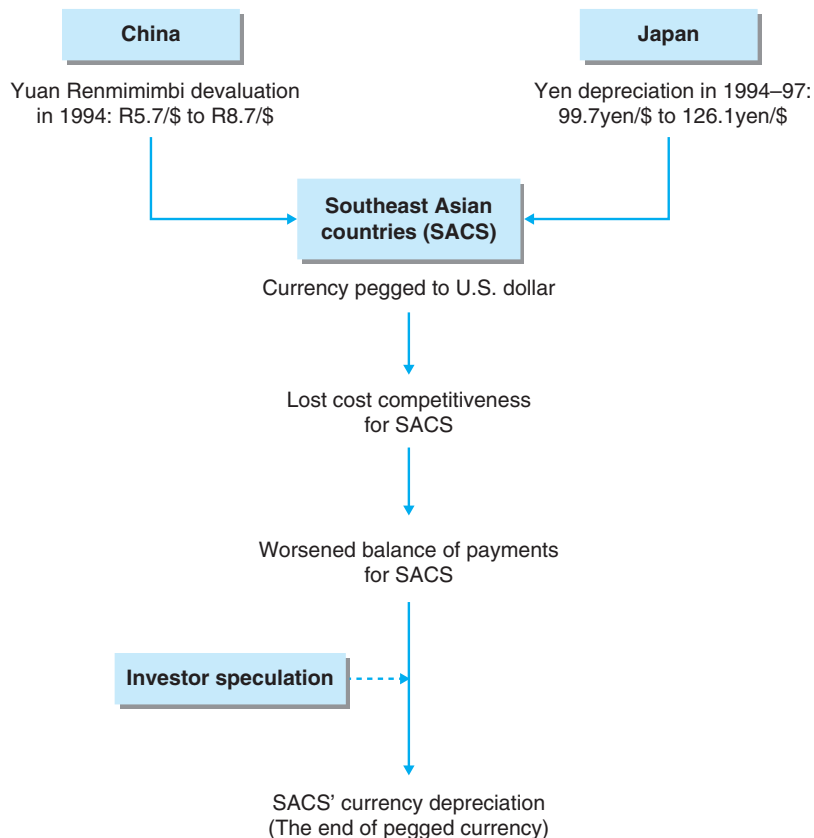 China
Yuan Renmimimbi devaluation
in 1994: R5.7/$ to R8.7/$
Japan
Yen depreciation in 1994–97:
99.7yen/$ to 126.1yen/$
Southeast Asian
countries (SACS)
Currency pegged to U.S. dollar
Lost cost competitiveness
for SACS
Worsened balance of payments
for SACS
Investor speculation
SACS’ currency depreciation
(The end of pegged currency)